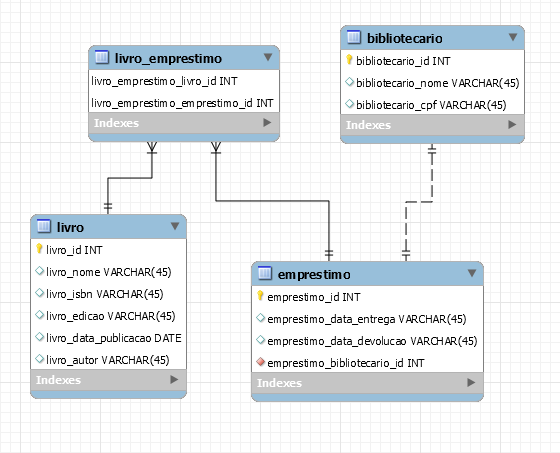 livro_emprestimo
livro_emprestimo_livro_id INT
livro_emprestimo_emprestimo_id INT
Indexes
bibliotecario
bibliotecario_id INT
bibliotecario_nome VARCHAR(45)
bibliotecario_cpf VARCHAR(45)
Indexes
livro
livro_id INT
livro_nome VARCHAR(45)
livro_isbn VARCHAR(45)
livro_edicao VARCHAR(45)
livro_data_publicacao DATE
livro_autor VARCHAR(45)
Indexes
emprestimo
emprestimo_id INT
emprestimo_data_entrega VARCHAR(45)
emprestimo_data_devolucao VARCHAR(45)
emprestimo_bibliotecario_id INT
Indexes